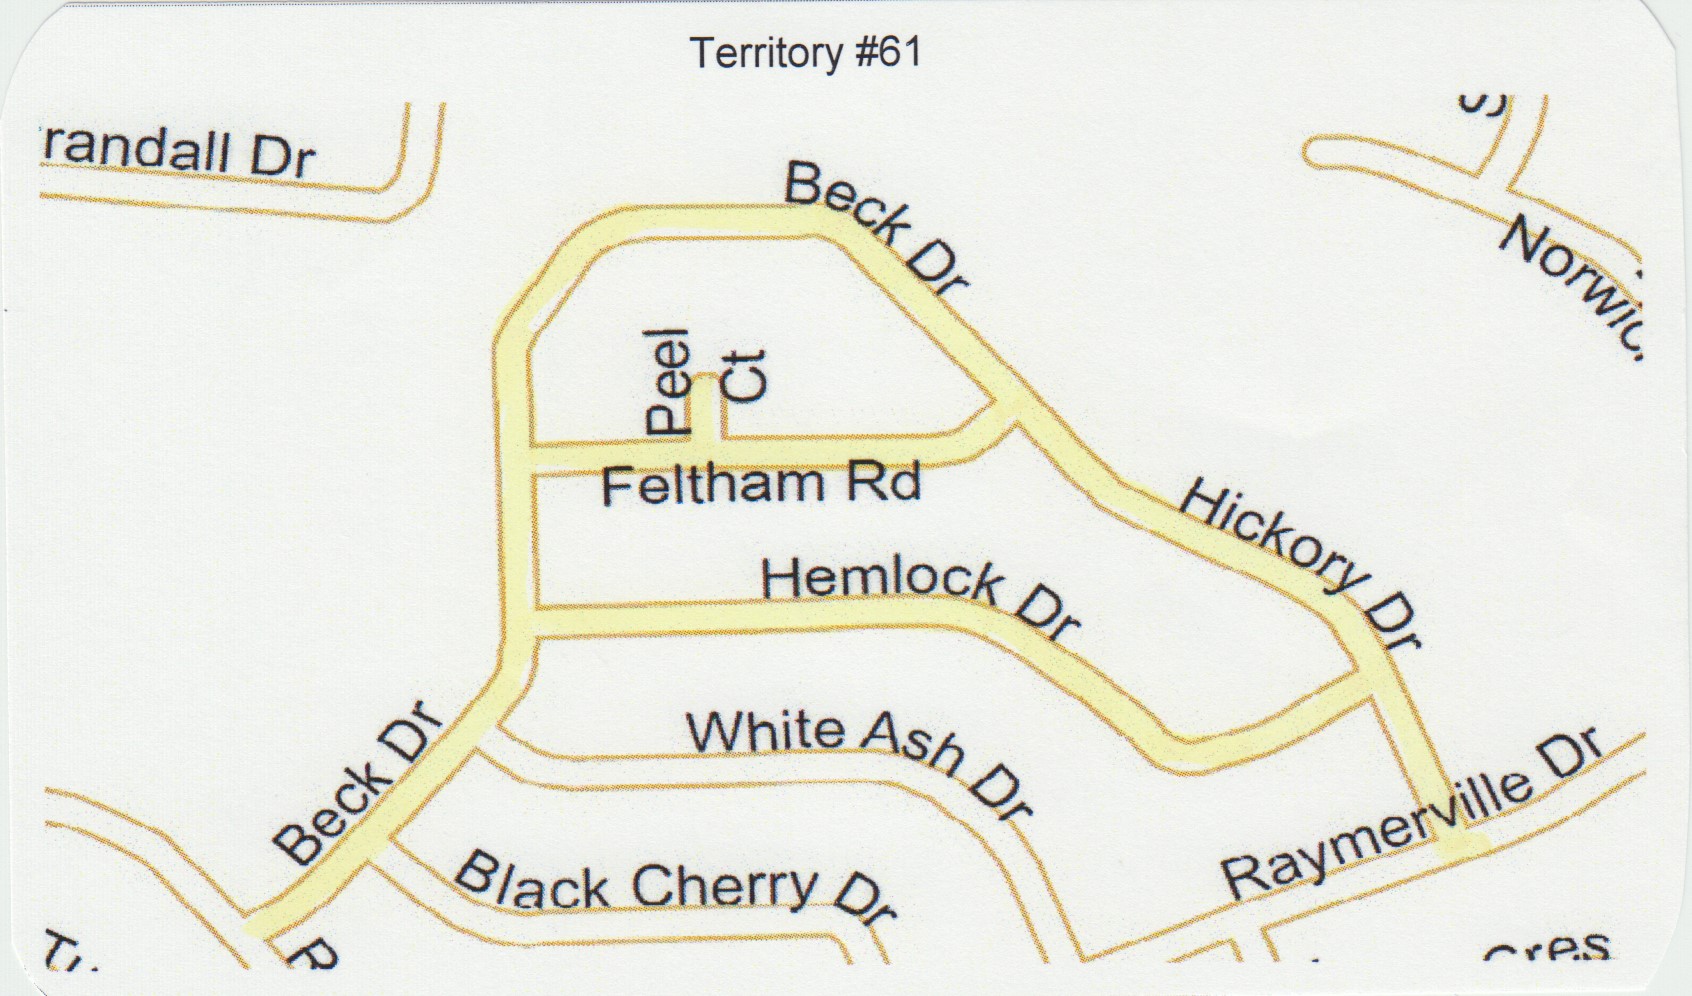 Territory #61
randall Dr
Beck Dr
Norwic
Peel
Ct
Feltham Rd
Hickory Dr
Hemlock Dr
White Ash Dr
Beck Dr
Raymerville Dr
Black Cherry Dr
R
cres